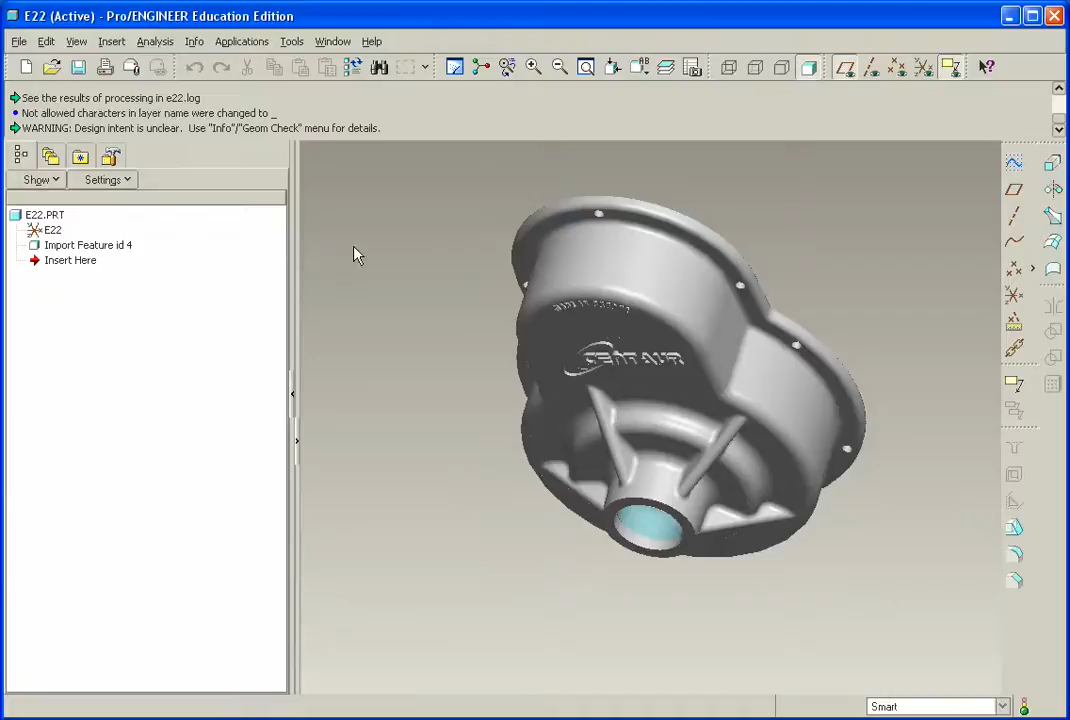 E22 (Active) - Pro/ENGINEER Education Edition
File Edit View Insert Analysis Info Applications Tools Window Help
See the results of processing in e22.log
Not allowed characters in layer name were changed to _
WARNING: Design intent is unclear. Use "Info"/"Geom Check" menu for details.
Show Settings
E22.PRT
E22
Import Feature id 4
Insert Here
CENTAUR
Smart